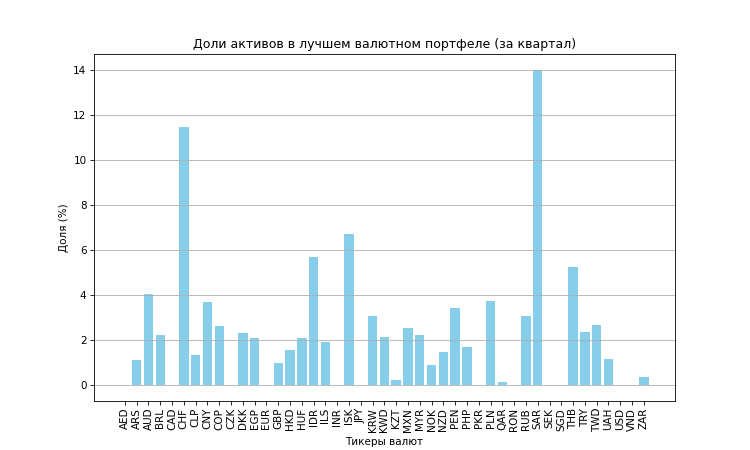 Доли активов в лучшем валютном портфеле (за квартал)
Доля (%)
14
12
10
8
6
4
2
0
AED ARS AUD BRL CAD CHF CLP CNY COP CZK DKK EGP EUR GBP HKD HUF IDR ILS INR ISK JPY KRW KWD KZT MXN MYR NOK NZD PEN PHP PKR PLN QAR RON RUB SAR SEK SGD THB TRY TWD UAH USD VND ZAR
Тикеры валют